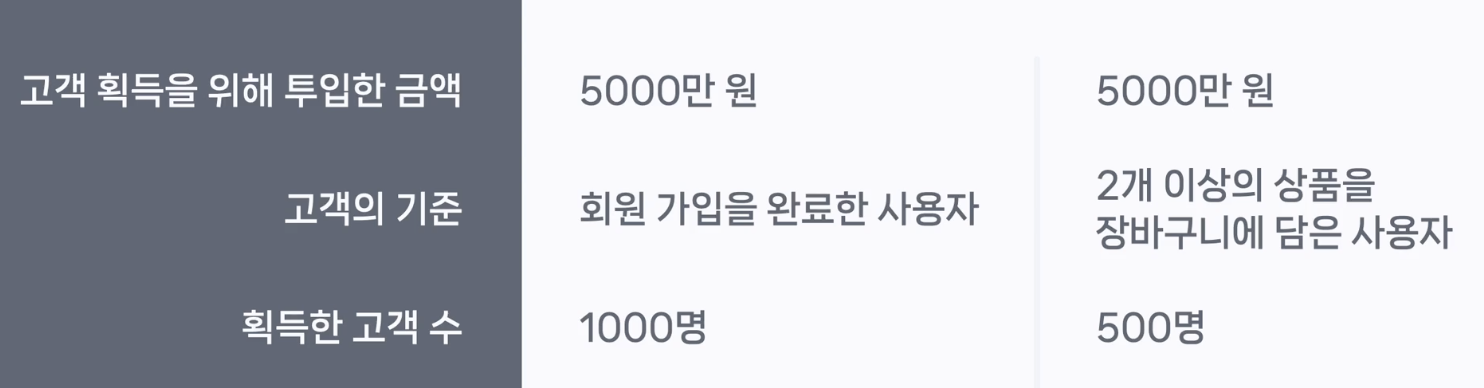 고객 획득을 위해 투입한 금액
5000만 원
5000만 원
고객의 기준
회원 가입을 완료한 사용자
2개 이상의 상품을
장바구니에 담은 사용자
획득한 고객 수
1000명
500명